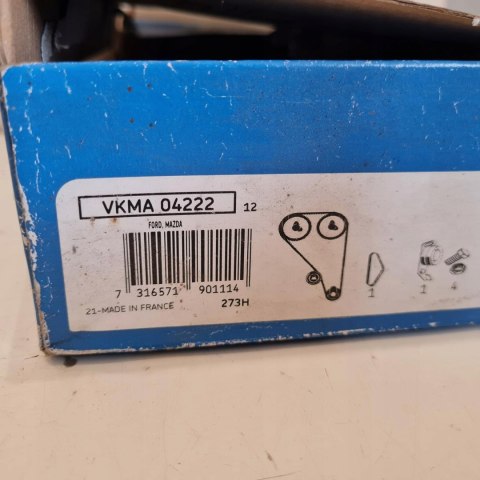 VKMA 04222 12
FORD, MAZDA
7 316571 901114
21-MADE IN FRANCE 273H
1 1 4